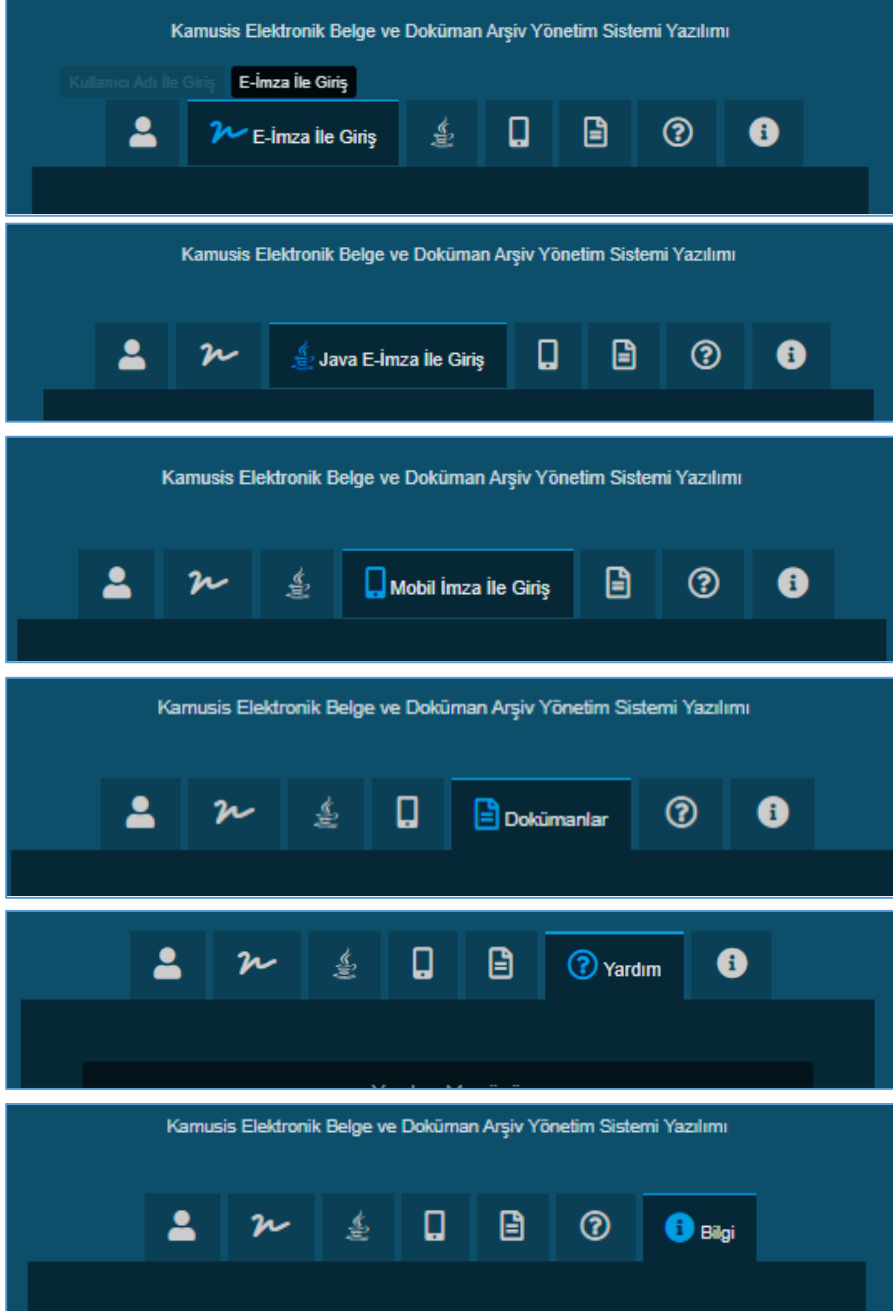 Kamusis Elektronik Belge ve Doküman Arşiv Yönetim Sistemi Yazılımı
Kullanıcı Adı İle Giriş E-İmza İle Giriş
E-İmza İle Giriş
Kamusis Elektronik Belge ve Doküman Arşiv Yönetim Sistemi Yazılımı
Java E-İmza İle Giriş
Kamusis Elektronik Belge ve Doküman Arşiv Yönetim Sistemi Yazılımı
Mobil İmza İle Giriş
Kamusis Elektronik Belge ve Doküman Arşiv Yönetim Sistemi Yazılımı
Dokümanlar
Yardım
Kamusis Elektronik Belge ve Doküman Arşiv Yönetim Sistemi Yazılımı
Bilgi